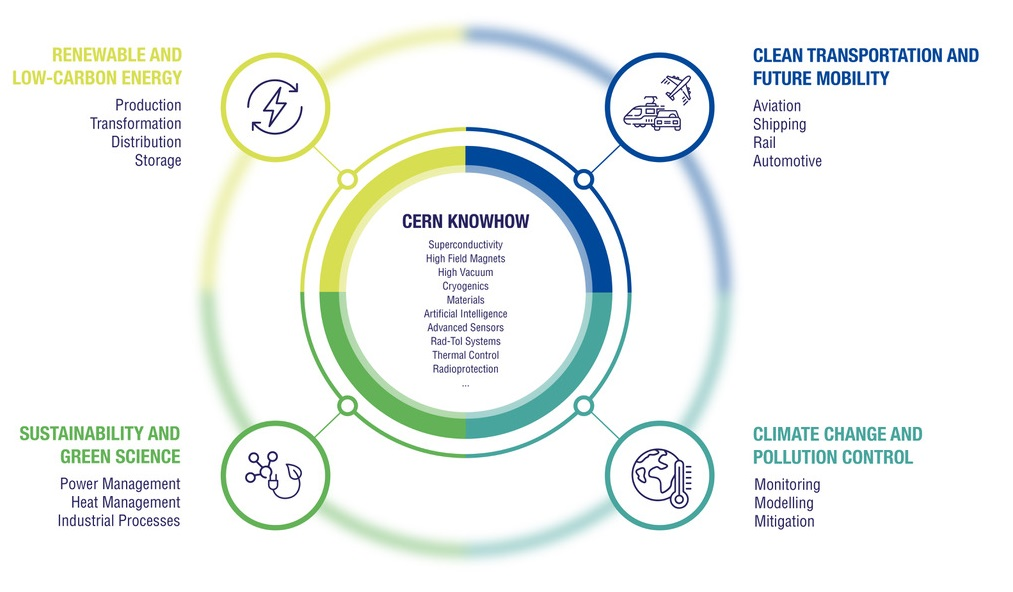 RENEWABLE AND
LOW-CARBON ENERGY
Production
Transformation
Distribution
Storage
CLEAN TRANSPORTATION AND
FUTURE MOBILITY
Aviation
Shipping
Rail
Automotive
CERN KNOWHOW
Superconductivity
High Field Magnets
High Vacuum
Cryogenics
Materials
Artificial Intelligence
Advanced Sensors
Rad-Tol Systems
Thermal Control
Radioprotection
...
SUSTAINABILITY AND
GREEN SCIENCE
Power Management
Heat Management
Industrial Processes
CLIMATE CHANGE AND
POLLUTION CONTROL
Monitoring
Modelling
Mitigation